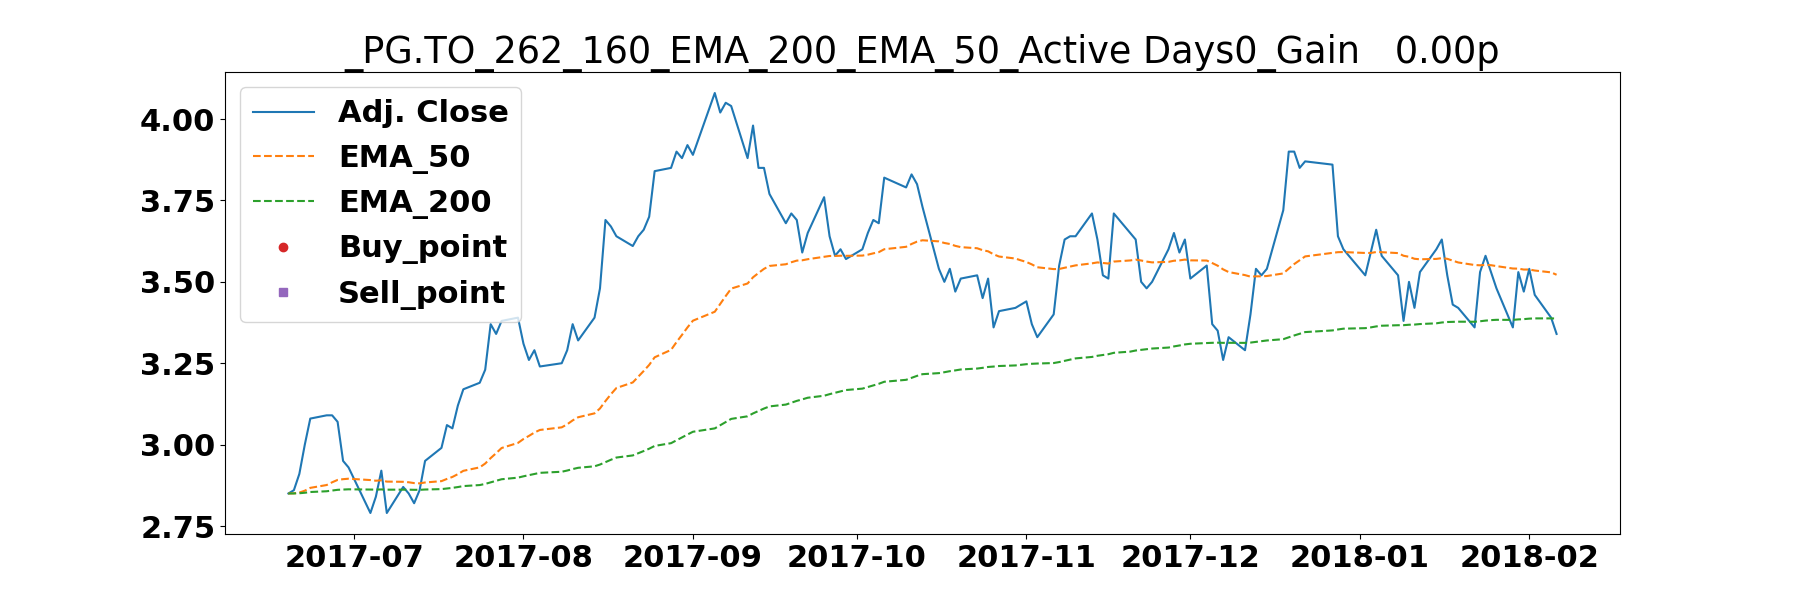 _PG.TO_262_160_EMA_200_EMA_50_Active Days0_Gain   0.00p
Adj. Close
EMA_50
EMA_200
Buy_point
Sell_point
4.00
3.75
3.50
3.25
3.00
2.75
2017-07 2017-08 2017-09 2017-10 2017-11 2017-12 2018-01 2018-02